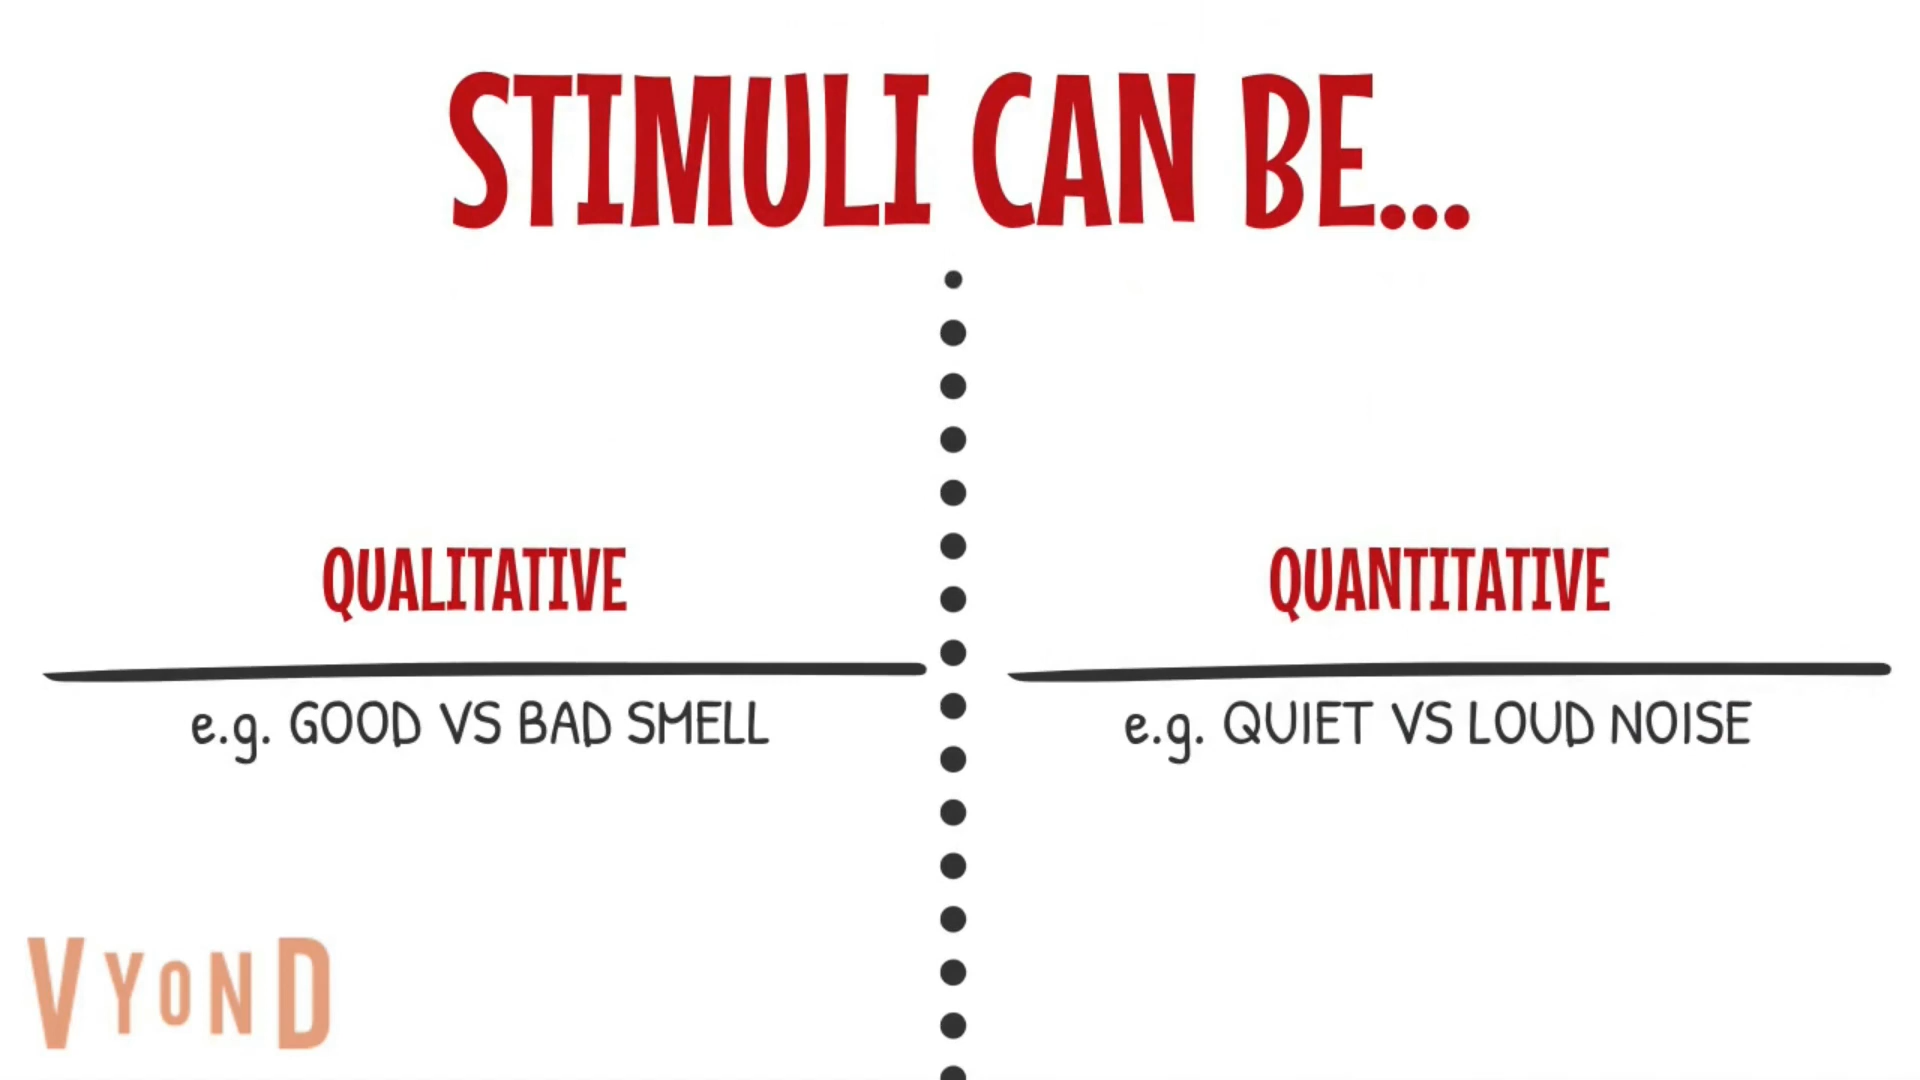 STIMULI CAN BE...
QUALITATIVE
e.g. GOOD VS BAD SMELL
QUANTITATIVE
e.g. QUIET VS LOUD NOISE
VYOND